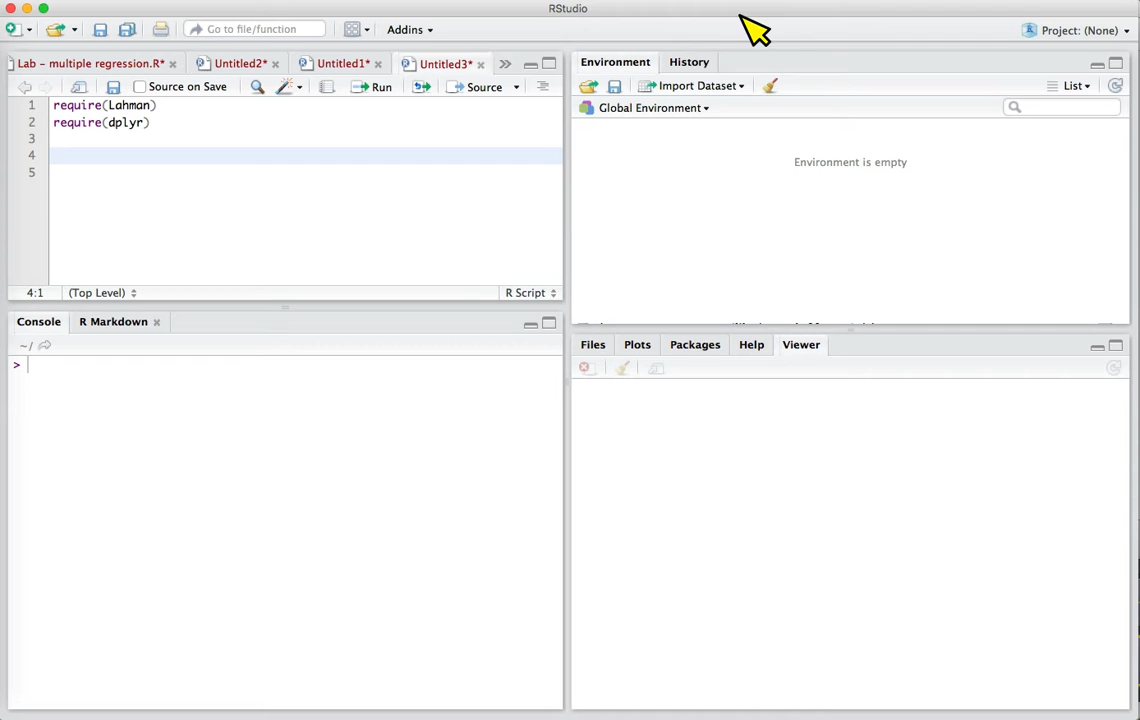 RStudio
Go to file/function
Addins
Project: (None)
Lab - multiple regression.R*
Untitled2*
Untitled1*
Untitled3*
Source on Save
Run
Source
1 require(Lahman)
2 require(dplyr)
3
4
5
4:1 (Top Level)
R Script
Console R Markdown
~/
>
Environment History
Import Dataset
List
Global Environment
Environment is empty
Files Plots Packages Help Viewer